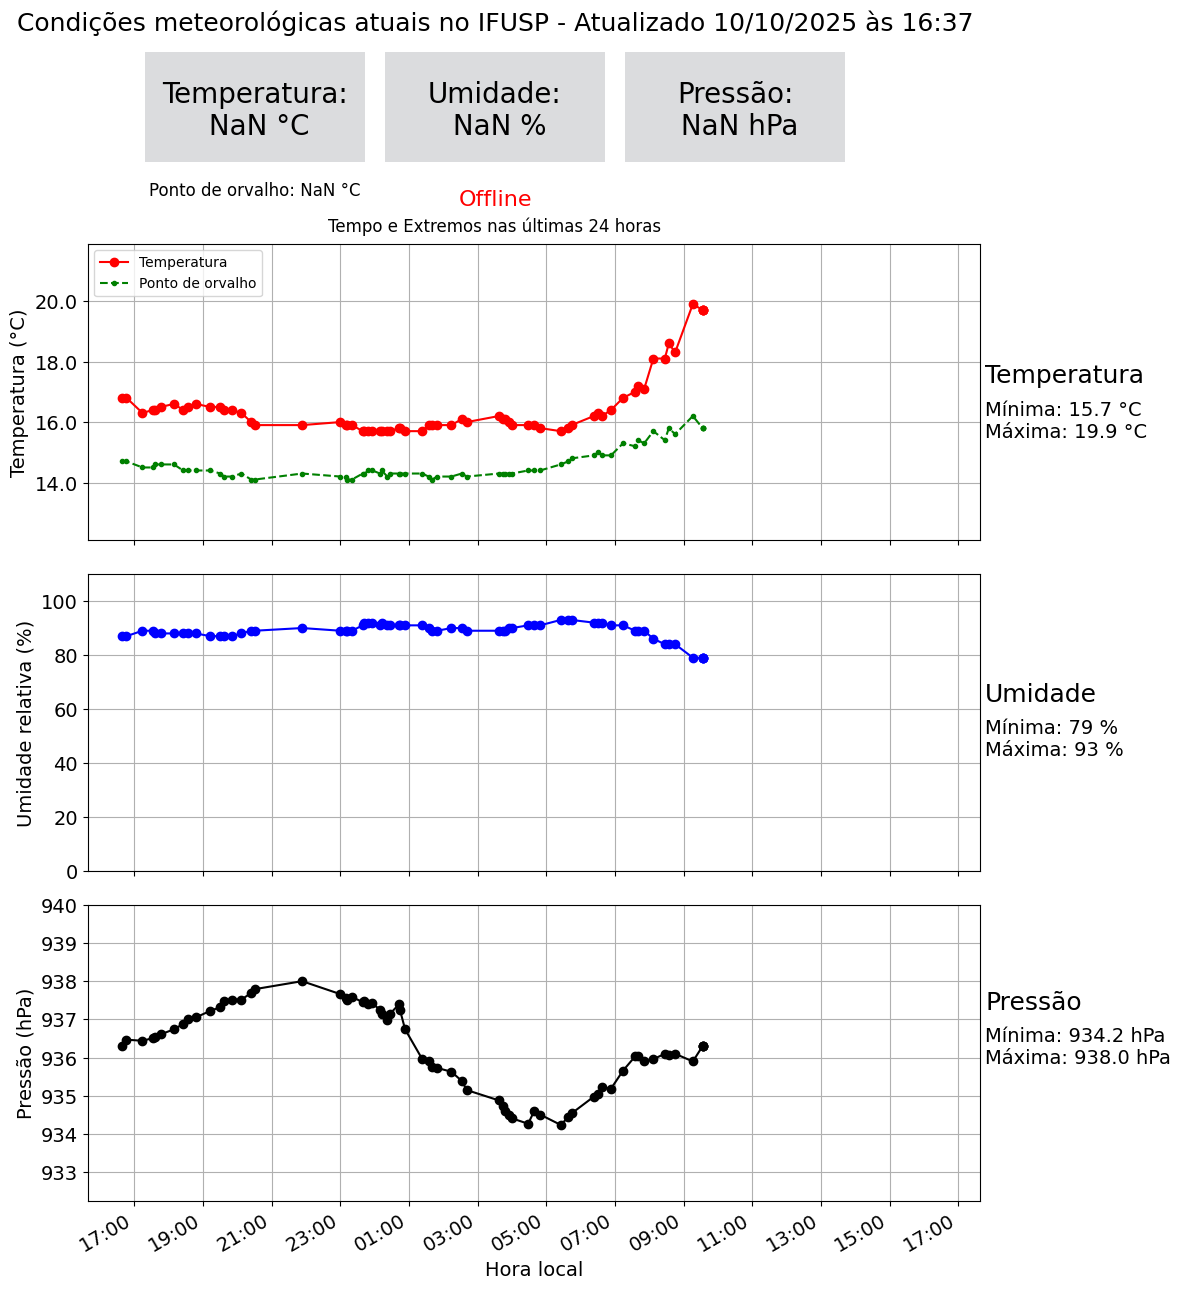 Condições meteorológicas atuais no IFUSP - Atualizado 10/10/2025 às 16:37
Temperatura:
NaN °C
Umidade:
NaN %
Pressão:
NaN hPa
Ponto de orvalho: NaN °C
Offline
Tempo e Extremos nas últimas 24 horas
Temperatura
Ponto de orvalho
Temperatura (°C)
20.0
18.0
16.0
14.0
Temperatura
Mínima: 15.7 °C
Máxima: 19.9 °C
Umidade relativa (%)
100
80
60
40
20
0
Umidade
Mínima: 79 %
Máxima: 93 %
Pressão (hPa)
940
939
938
937
936
935
934
933
Pressão
Mínima: 934.2 hPa
Máxima: 938.0 hPa
17:00
19:00
21:00
23:00
01:00
03:00
05:00
07:00
09:00
11:00
13:00
15:00
17:00
Hora local